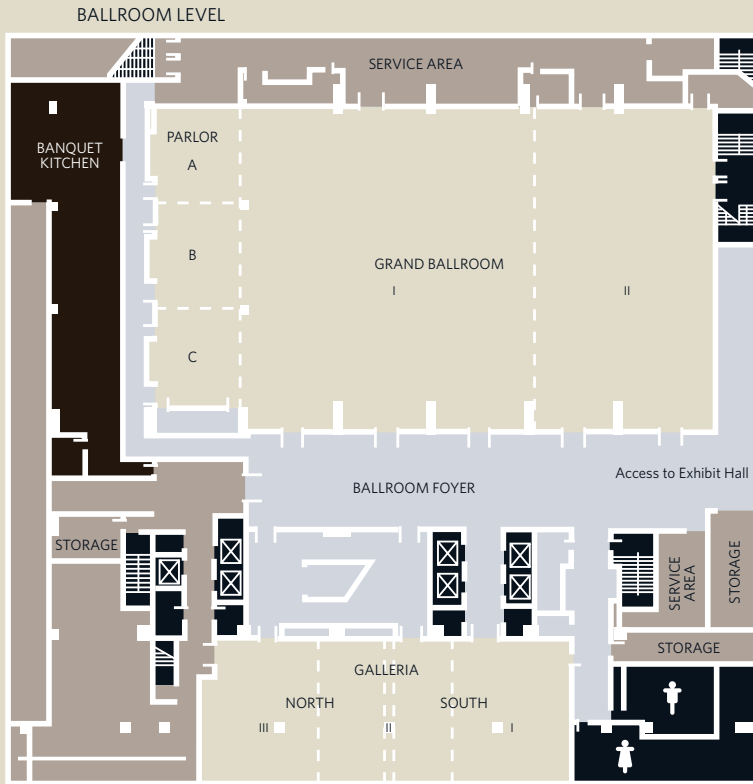 BALLROOM LEVEL
SERVICE AREA
PARLOR
A
BANQUET
KITCHEN
B
GRAND BALLROOM
I
II
C
Access to Exhibit Hall
BALLROOM FOYER
STORAGE
SERVICE
AREA
STORAGE
STORAGE
GALLERIA
NORTH
SOUTH
III
II
I